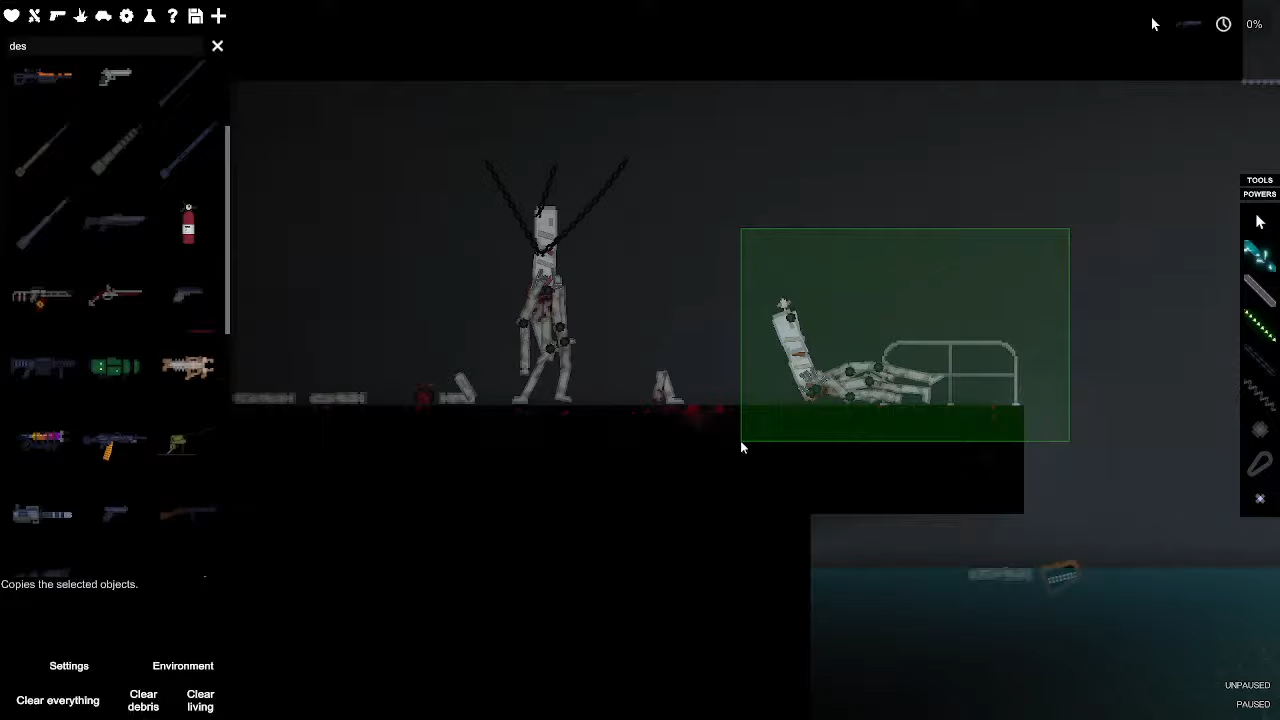 des
0%
TOOLS
POWERS
Copies the selected objects.
Settings
Environment
Clear everything
Clear debris
Clear living
UNPAUSED
PAUSED